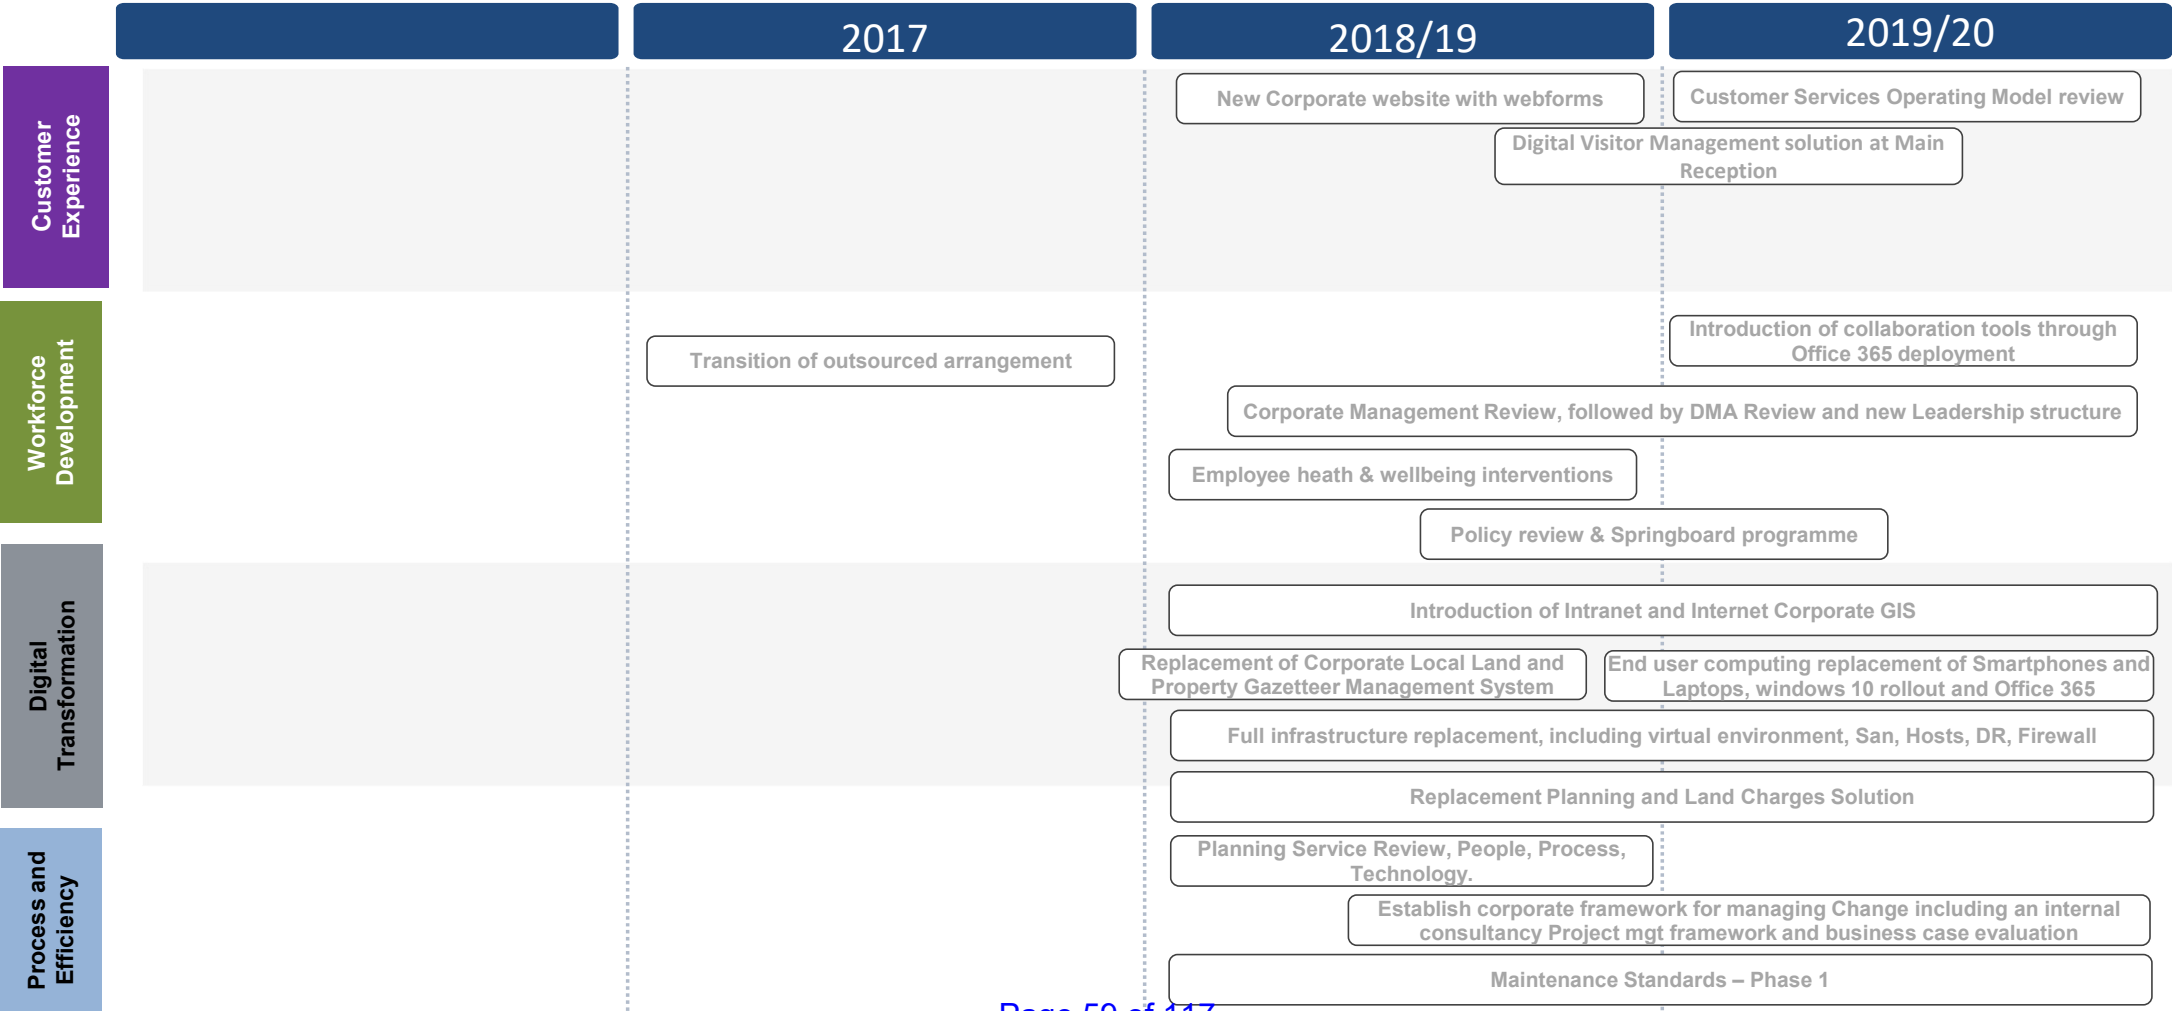 2017
2018/19
2019/20
Customer
Experience
New Corporate website with webforms
Customer Services Operating Model review
Digital Visitor Management solution at Main
Reception
Workforce
Development
Transition of outsourced arrangement
Introduction of collaboration tools through
Office 365 deployment
Corporate Management Review, followed by DMA Review and new Leadership structure
Employee heath & wellbeing interventions
Policy review & Springboard programme
Digital
Transformation
Introduction of Intranet and Internet Corporate GIS
Replacement of Corporate Local Land and
Property Gazetteer Management System
End user computing replacement of Smartphones and
Laptops, windows 10 rollout and Office 365
Full infrastructure replacement, including virtual environment, San, Hosts, DR, Firewall
Replacement Planning and Land Charges Solution
Process and
Efficiency
Planning Service Review, People, Process,
Technology.
Establish corporate framework for managing Change including an internal
consultancy Project mgt framework and business case evaluation
Maintenance Standards – Phase 1
Page 59 of 117